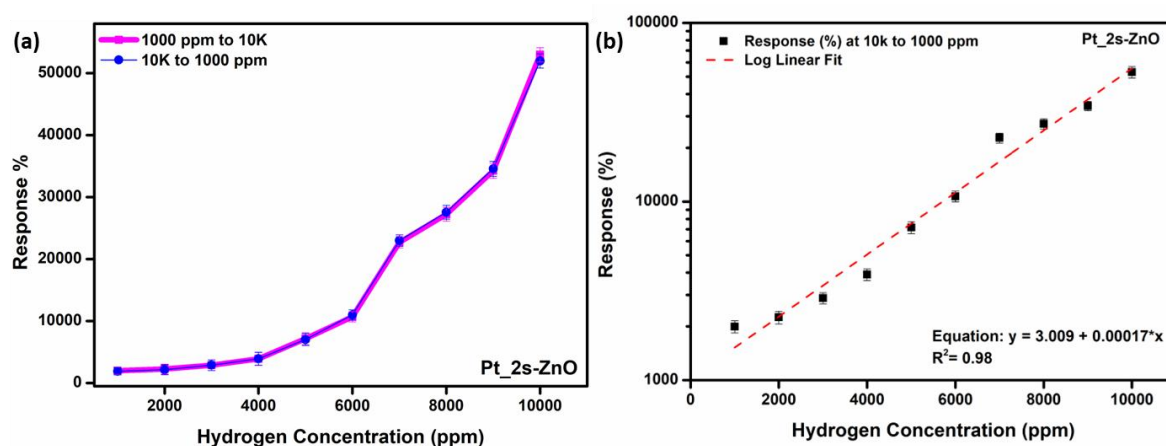 (a)
1000 ppm to 10K
10K to 1000 ppm
50000
40000
30000
20000
10000
0
Response %
Pt_2s-ZnO
2000 4000 6000 8000 10000
Hydrogen Concentration (ppm)
(b)
100000
10000
1000
Response (%)
Response (%) at 10k to 1000 ppm
Log Linear Fit
Pt_2s-ZnO
Equation: y = 3.009 + 0.00017*x
R²= 0.98
0 2000 4000 6000 8000 10000
Hydrogen Concentration (ppm)